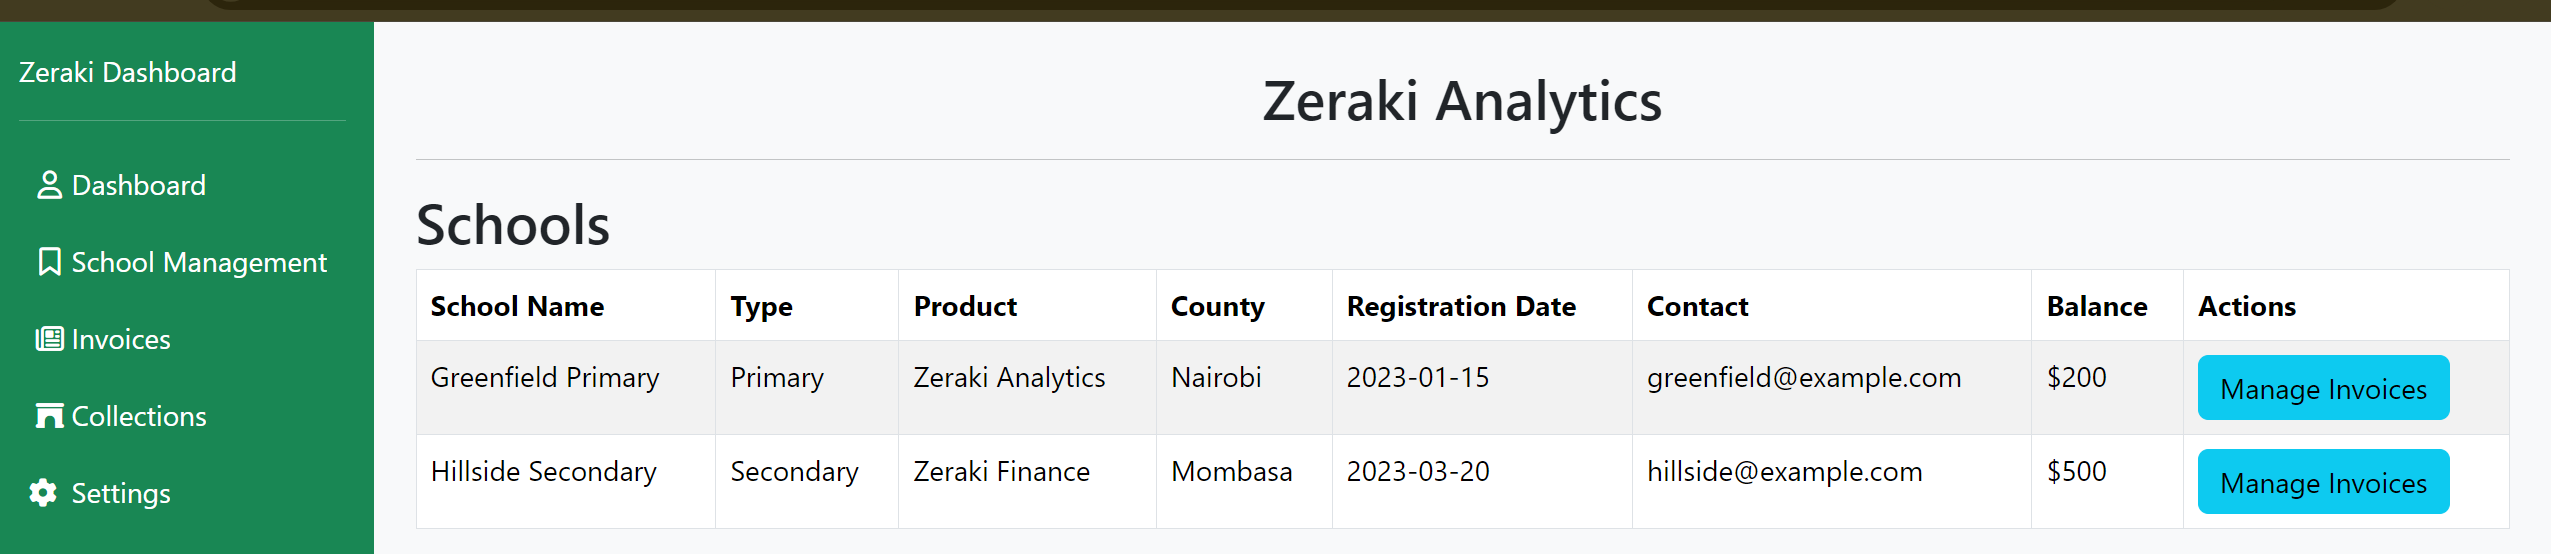 Zeraki Dashboard
Dashboard
School Management
Invoices
Collections
Settings
Zeraki Analytics
Schools
School Name Type Product County Registration Date Contact Balance Actions
Greenfield Primary Primary Zeraki Analytics Nairobi 2023-01-15 greenfield@example.com $200 Manage Invoices
Hillside Secondary Secondary Zeraki Finance Mombasa 2023-03-20 hillside@example.com $500 Manage Invoices